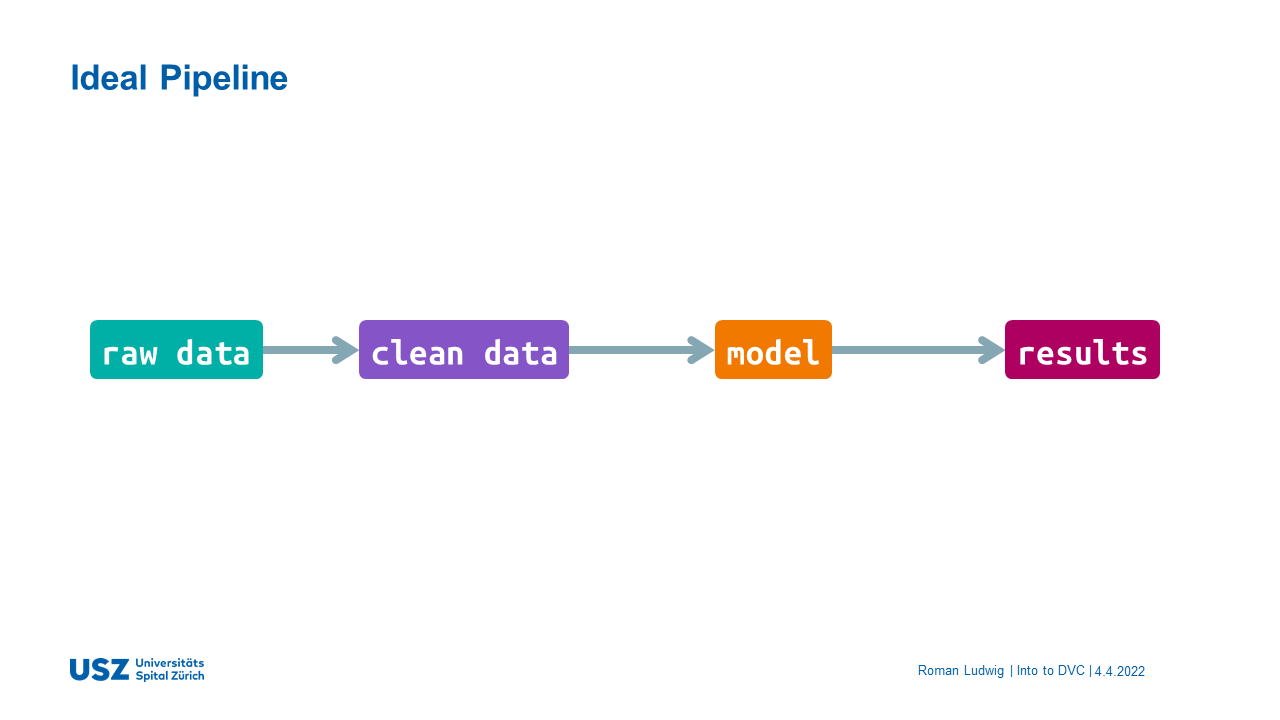 Ideal Pipeline
raw data
clean data
model
results
USZ Universitäts
Spital Zürich
Roman Ludwig | Into to DVC | 4.4.2022